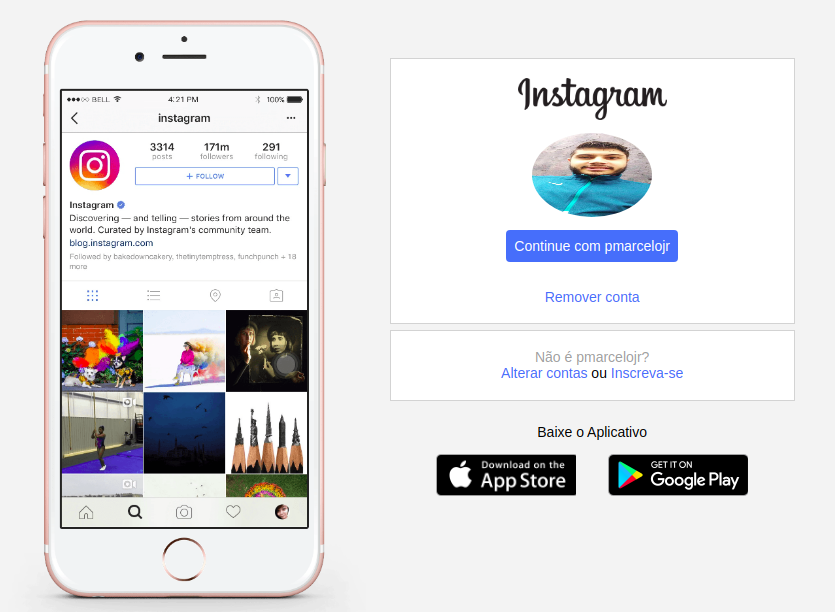 BELL 4:21 PM 100%
instagram
3314 171m 291
posts followers following
+ FOLLOW
Instagram
Discovering — and telling — stories from around the
world. Curated by Instagram's community team.
blog.instagram.com
Followed by bakedowncakery, thetinytemptress, funchpunch + 18
more
Instagram
Continue com pmarcelojr
Remover conta
Não é pmarcelojr?
Alterar contas ou Inscreva-se
Baixe o Aplicativo
Download on the
App Store
GET IT ON
Google Play